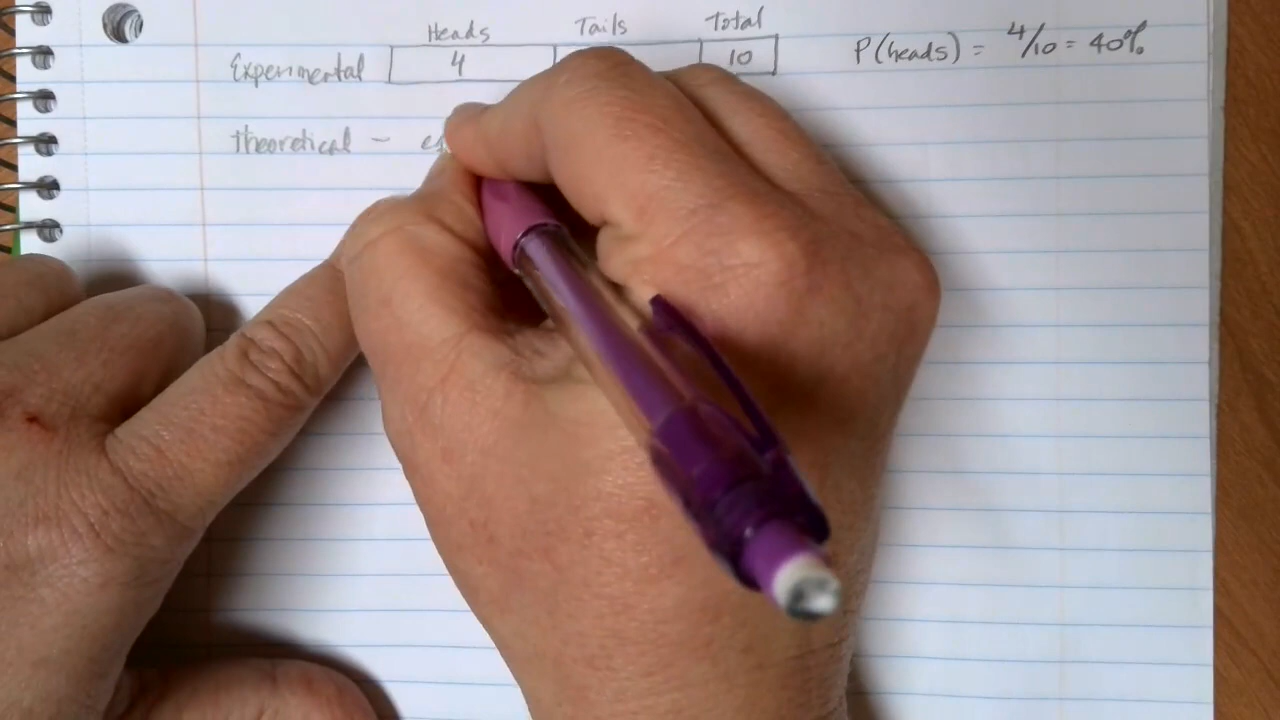 Heads Tails Total
Experimental 4 10 P(heads) = 4/10 = 40%
theoretical -